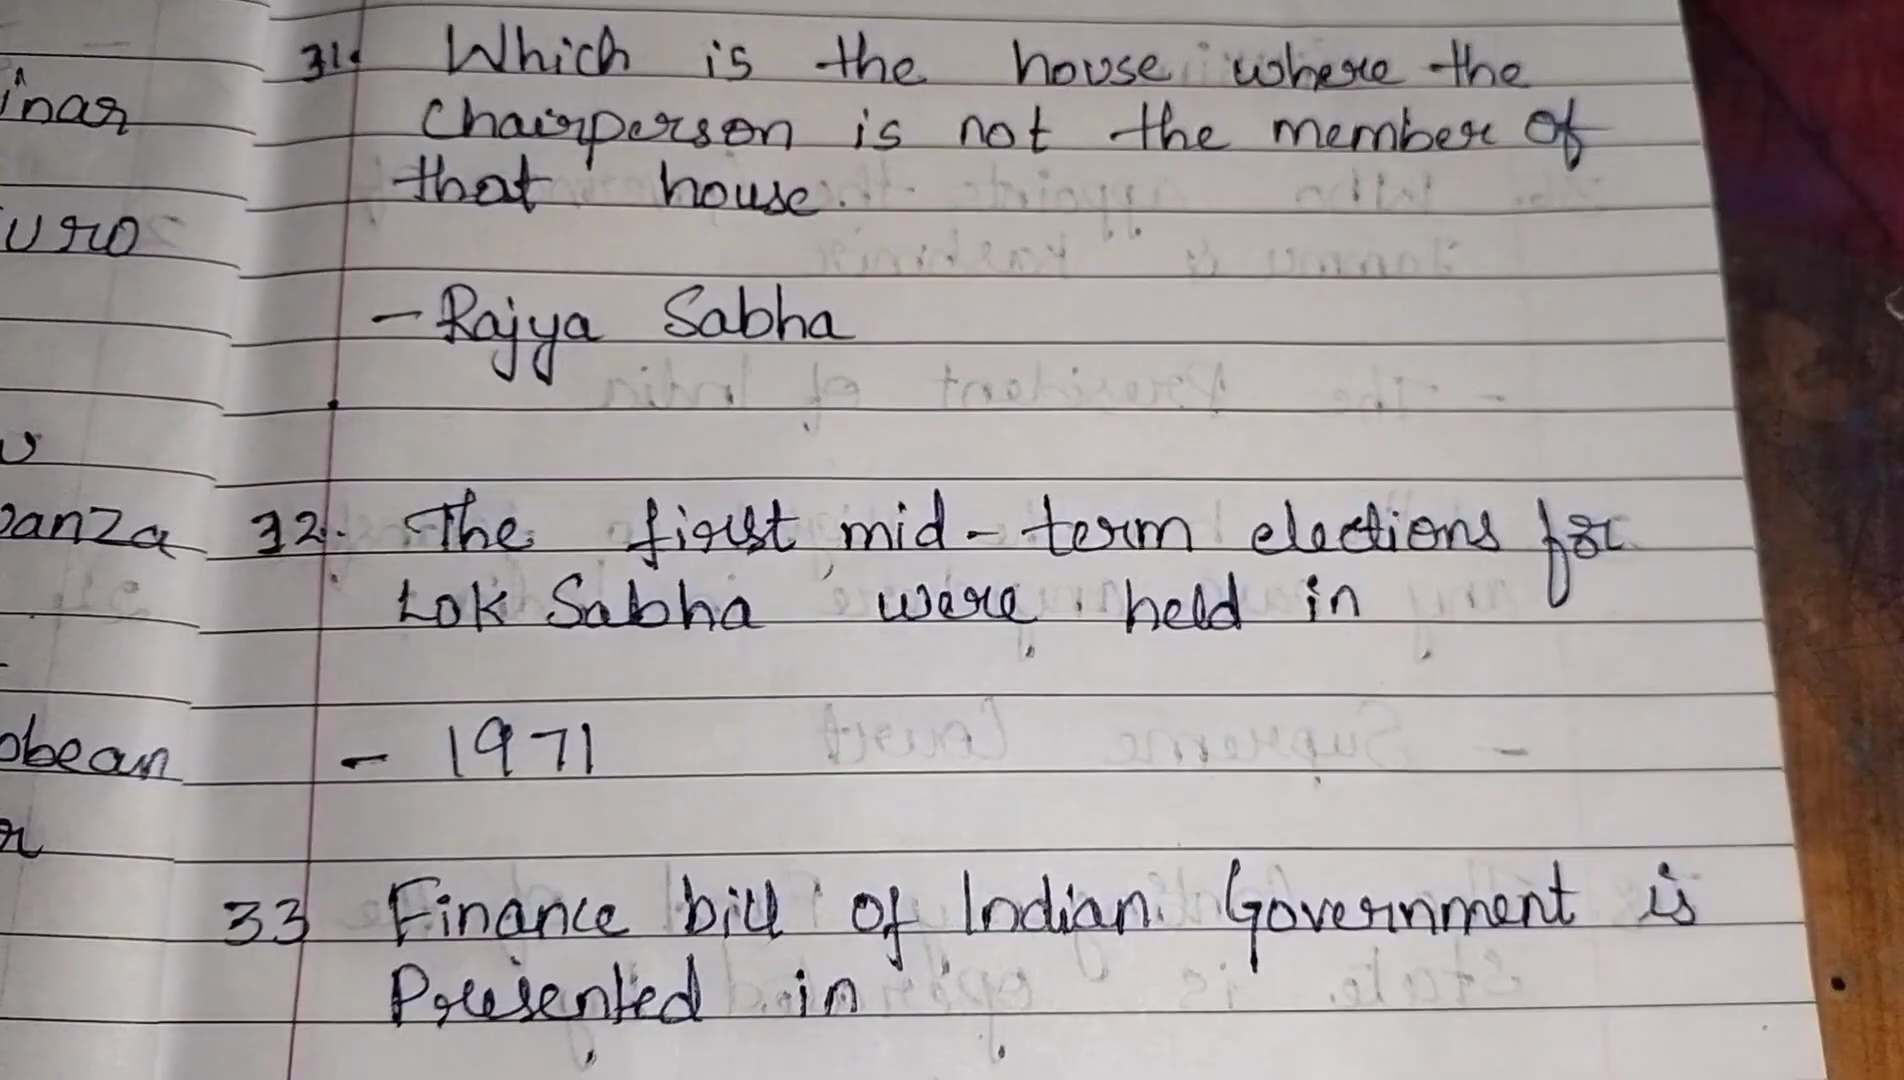 inar
uro
anza
obean
31. Which is the house where the
Chairperson is not the member of
that house.
- Rajya Sabha
32. The first mid-term elections for
Lok Sabha were held in
- 1971
33 Finance bill of Indian Government is
Presented in